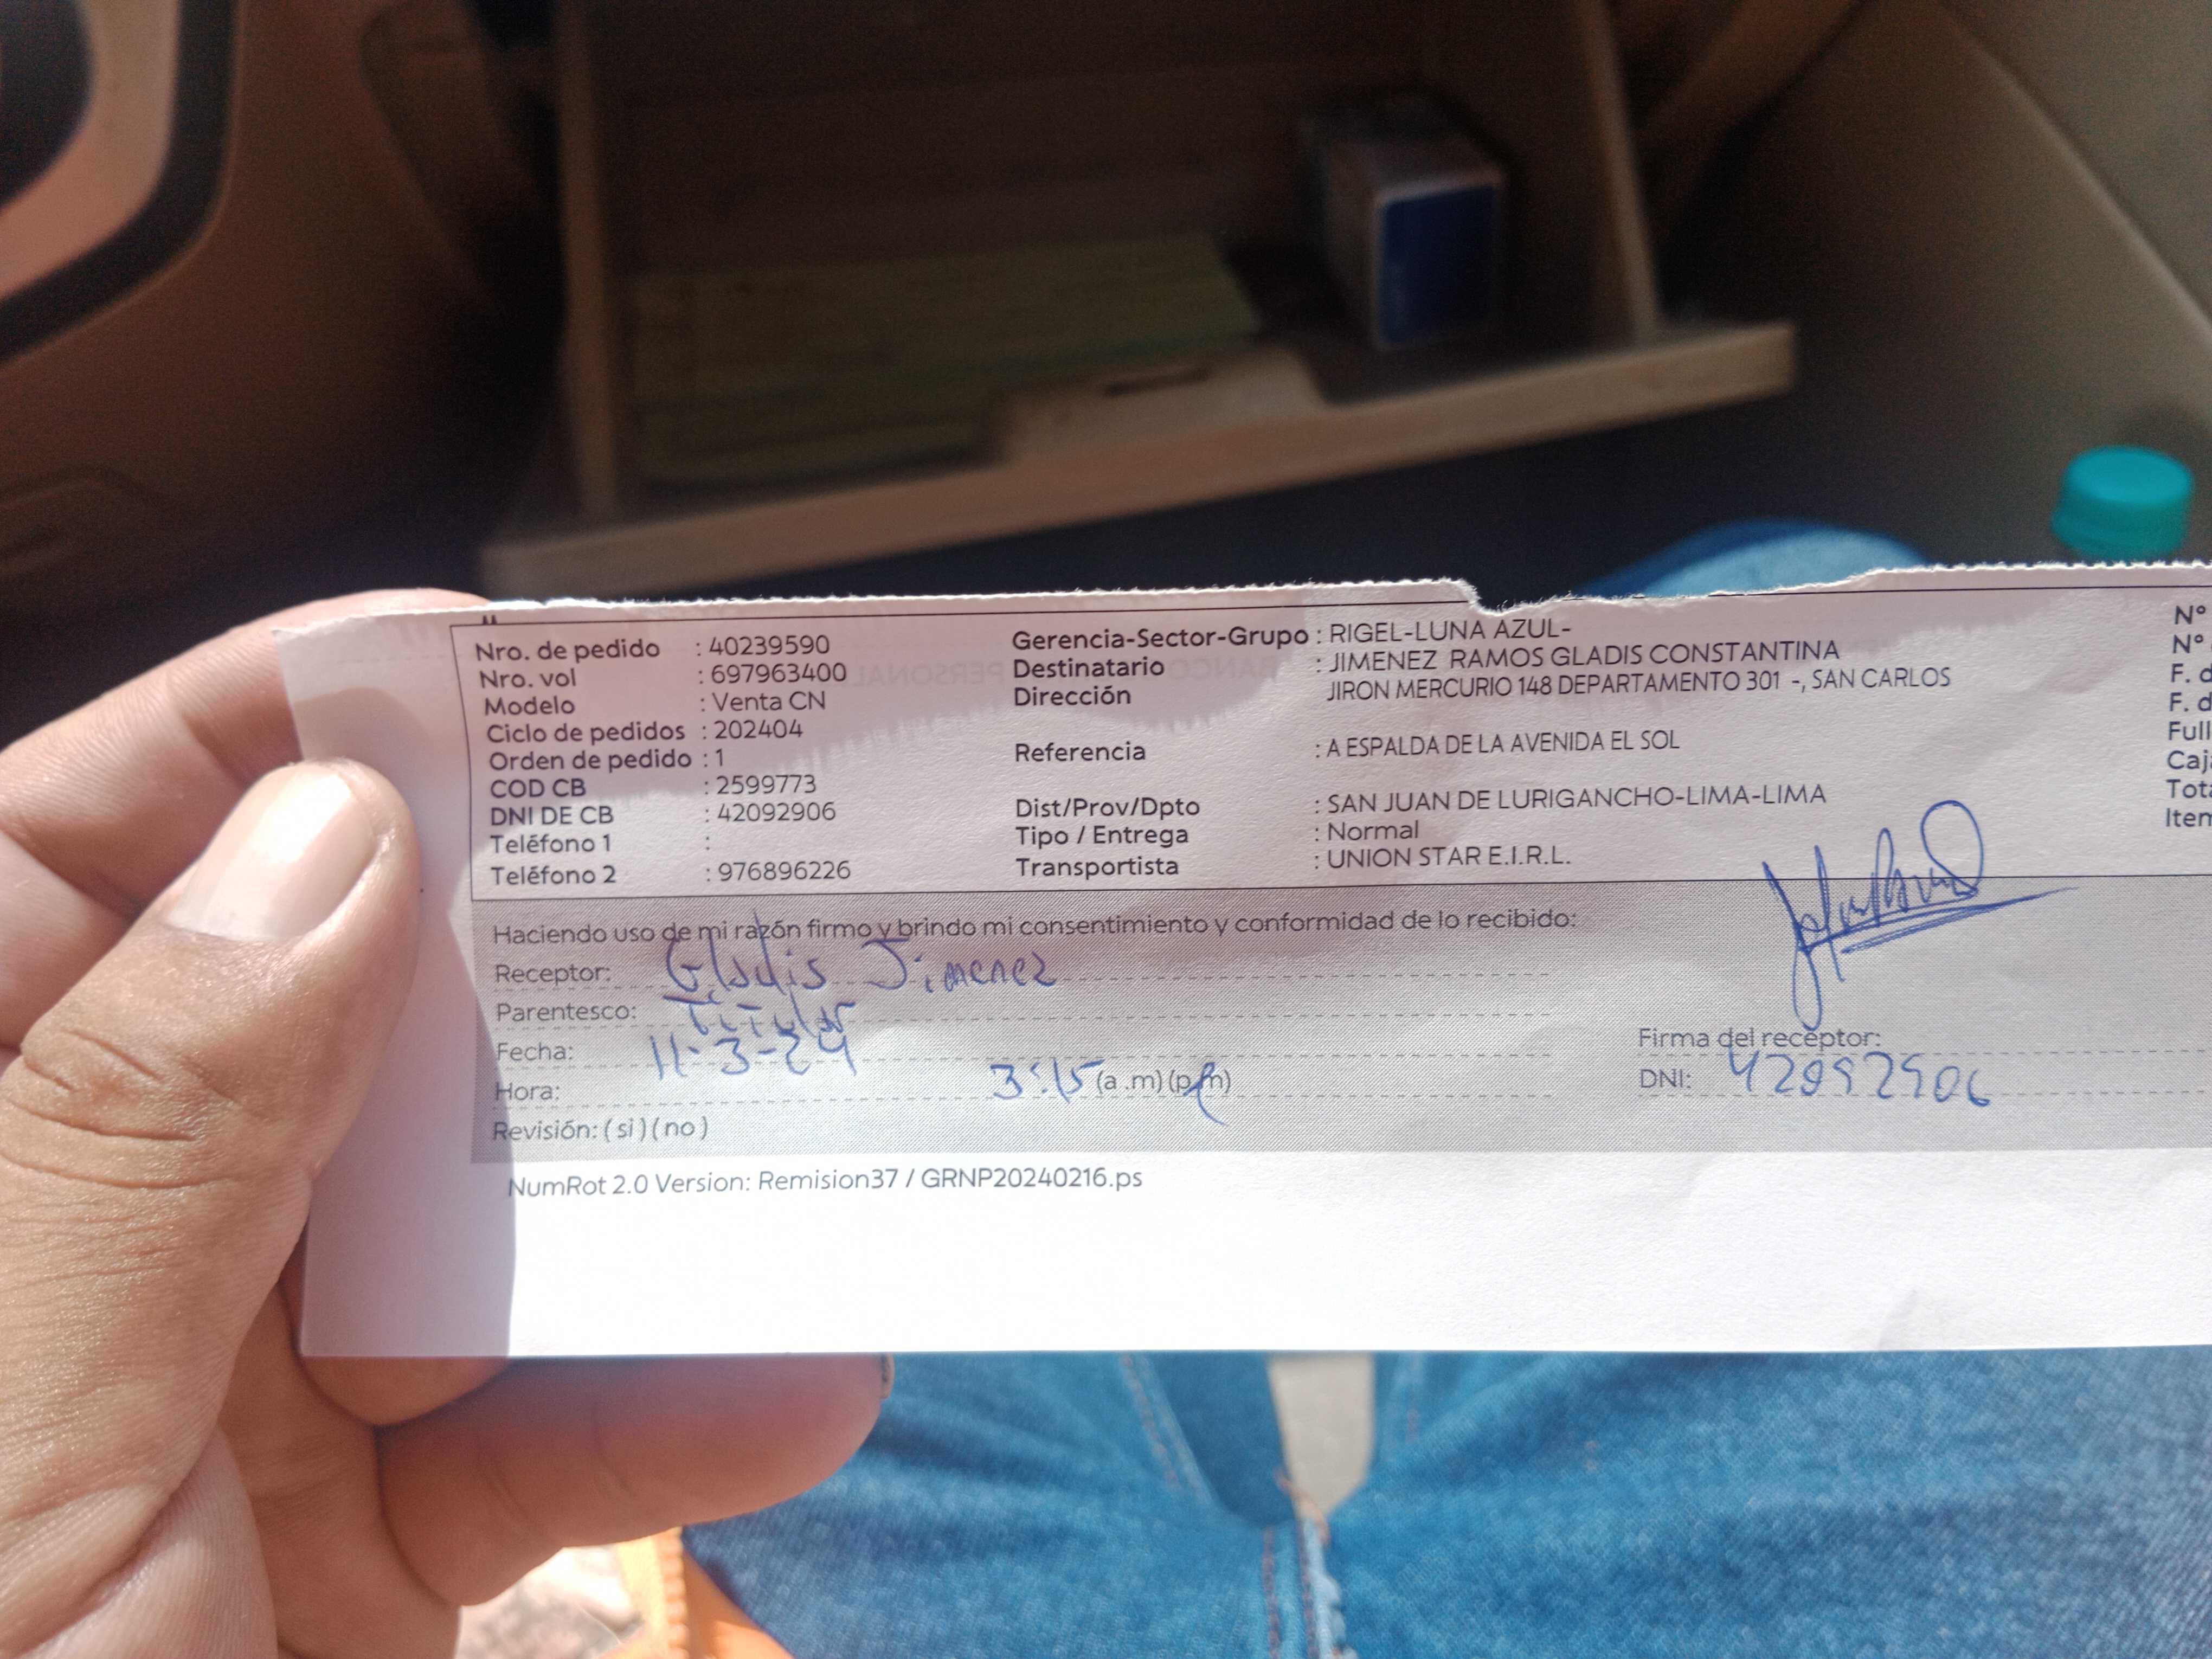 Nro. de pedido : 40239590
Nro. vol : 697963400
Modelo : Venta CN
Ciclo de pedidos : 202404
Orden de pedido : 1
COD CB : 2599773
DNI DE CB : 42092906
Teléfono 1 :
Teléfono 2 : 976896226
Gerencia-Sector-Grupo : RIGEL-LUNA AZUL-
Destinatario : JIMENEZ RAMOS GLADIS CONSTANTINA
Dirección JIRON MERCURIO 148 DEPARTAMENTO 301 -, SAN CARLOS
Referencia : A ESPALDA DE LA AVENIDA EL SOL
Dist/Prov/Dpto : SAN JUAN DE LURIGANCHO-LIMA-LIMA
Tipo / Entrega : Normal
Transportista : UNION STAR E.I.R.L.
N°
N°
F. d
F. d
Full
Caj
Tota
Item
Haciendo uso de mi razón firmo y brindo mi consentimiento y conformidad de lo recibido:
Receptor: Gladis Jimenez
Parentesco: Titular
Fecha: 11-3-24
Hora: 3:15 (a .m) (p.m)
Revisión: ( si ) ( no )
Firma del receptor:
DNI: 42092906
NumRot 2.0 Version: Remision37 / GRNP20240216.ps